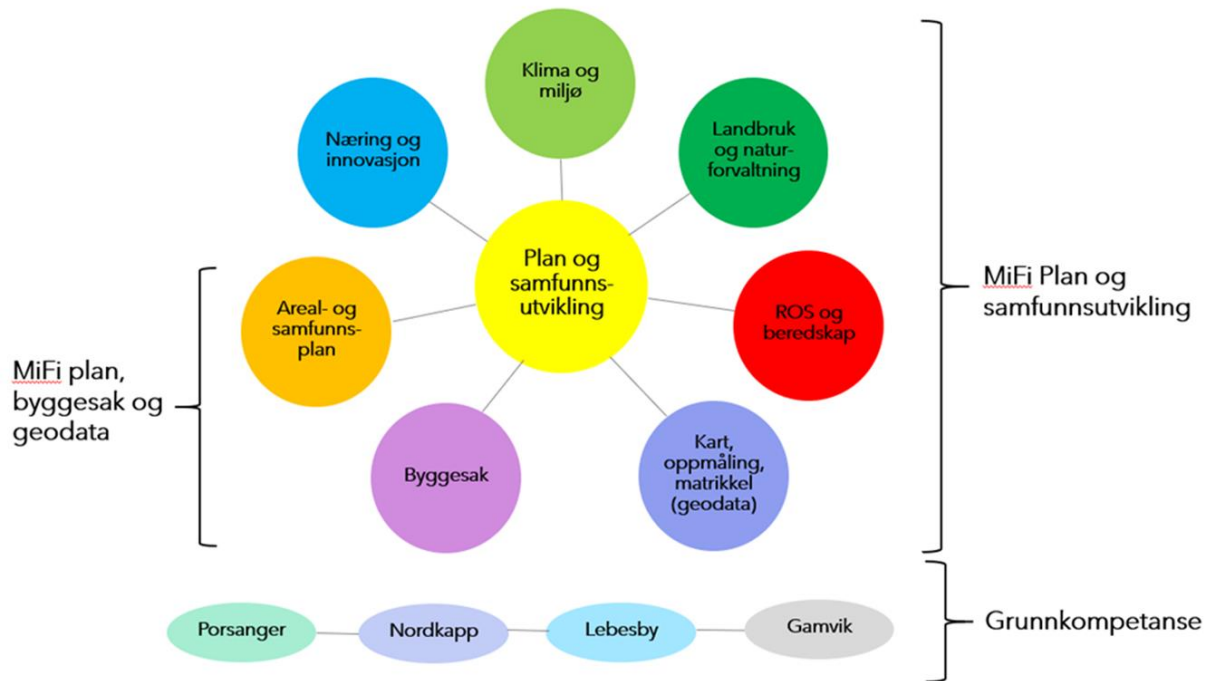 Klima og
miljø
Næring og
innovasjon
Landbruk
og natur-
forvaltning
Plan og
samfunns-
utvikling
MiFi Plan og
samfunnsutvikling
Areal- og
samfunns-
plan
ROS og
beredskap
MiFi plan,
byggesak og
geodata
Byggesak
Kart,
oppmåling,
matrikkel
(geodata)
Porsanger
Nordkapp
Lebesby
Gamvik
Grunnkompetanse